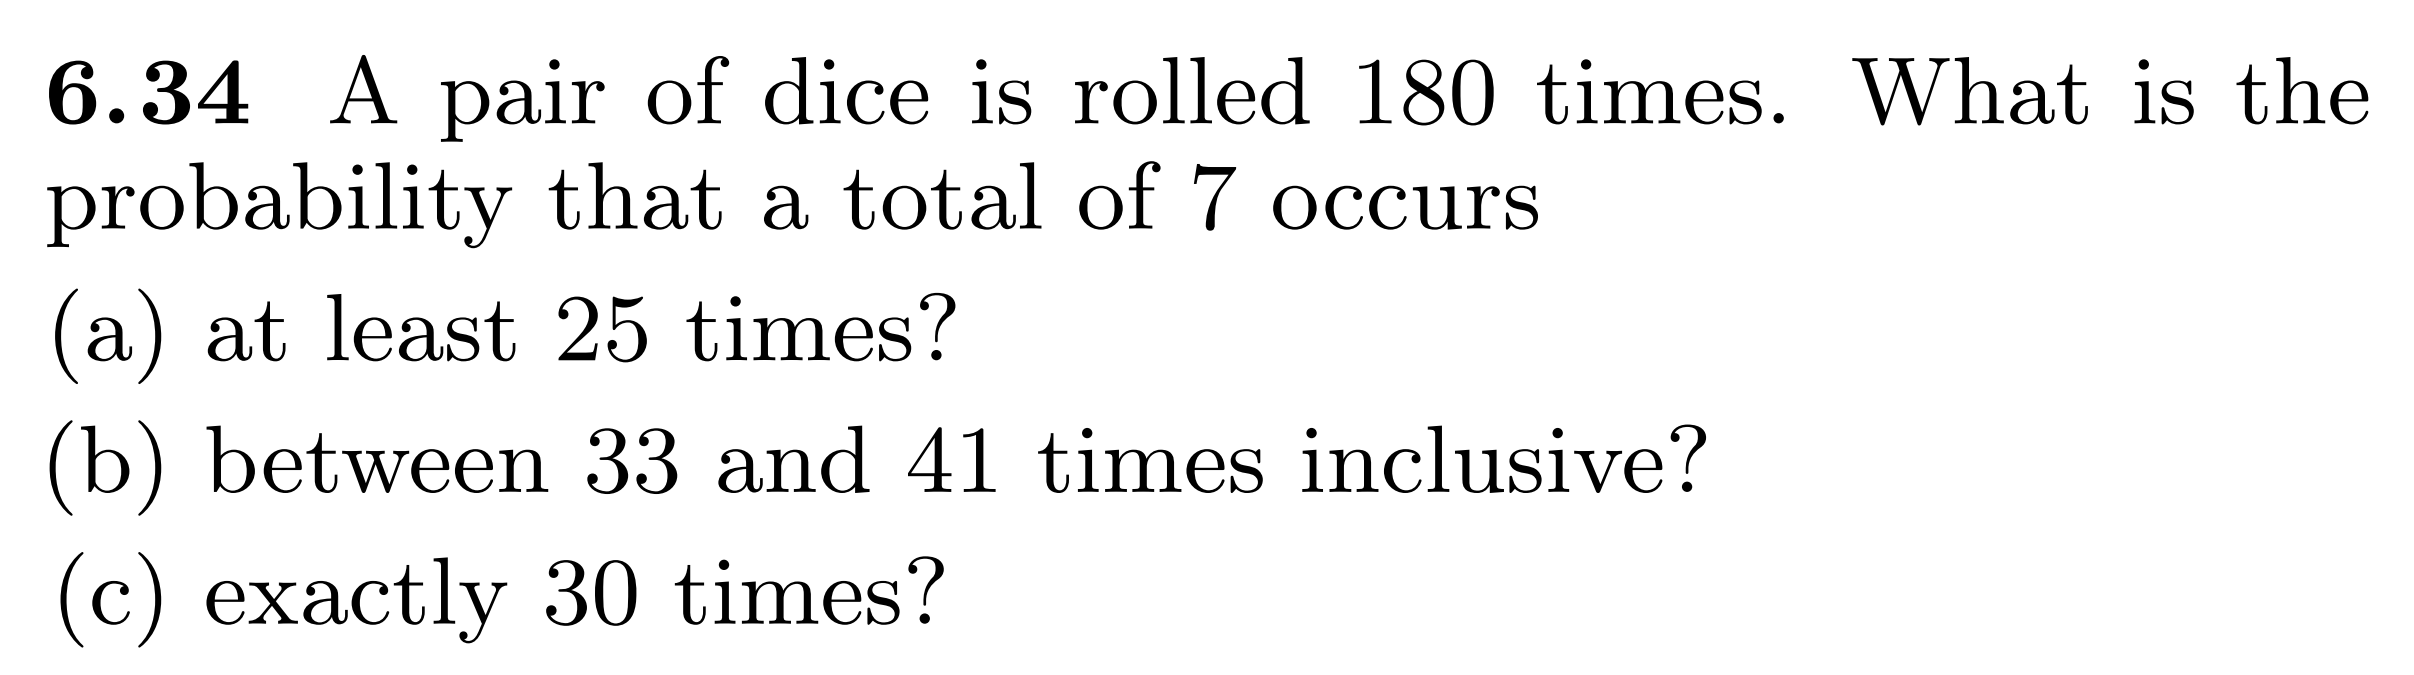 6.34 A pair of dice is rolled 180 times. What is the
probability that a total of 7 occurs
(a) at least 25 times?
(b) between 33 and 41 times inclusive?
(c) exactly 30 times?